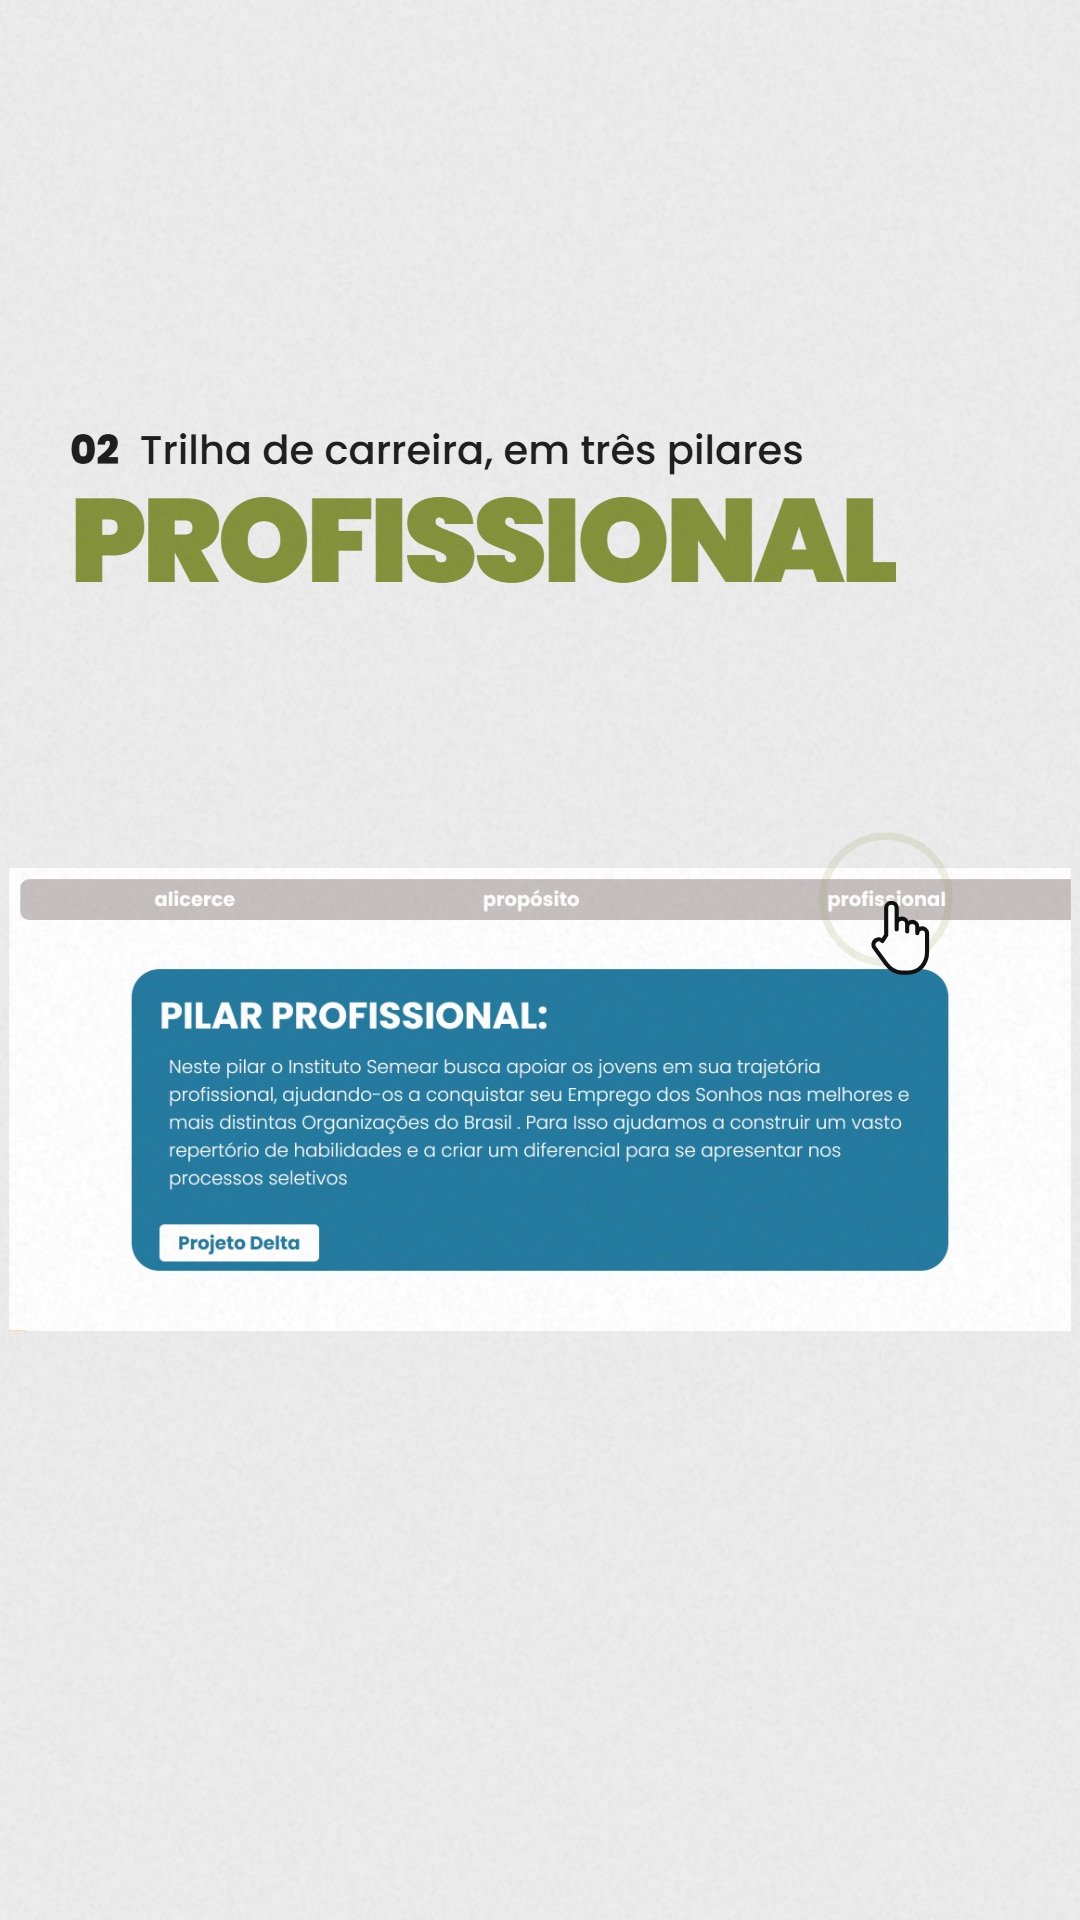 02 Trilha de carreira, em três pilares
PROFISSIONAL
alicerce propósito profissional
PILAR PROFISSIONAL:
Neste pilar o Instituto Semear busca apoiar os jovens em sua trajetória
profissional, ajudando-os a conquistar seu Emprego dos Sonhos nas melhores e
mais distintas Organizações do Brasil . Para Isso ajudamos a construir um vasto
repertório de habilidades e a criar um diferencial para se apresentar nos
processos seletivos
Projeto Delta